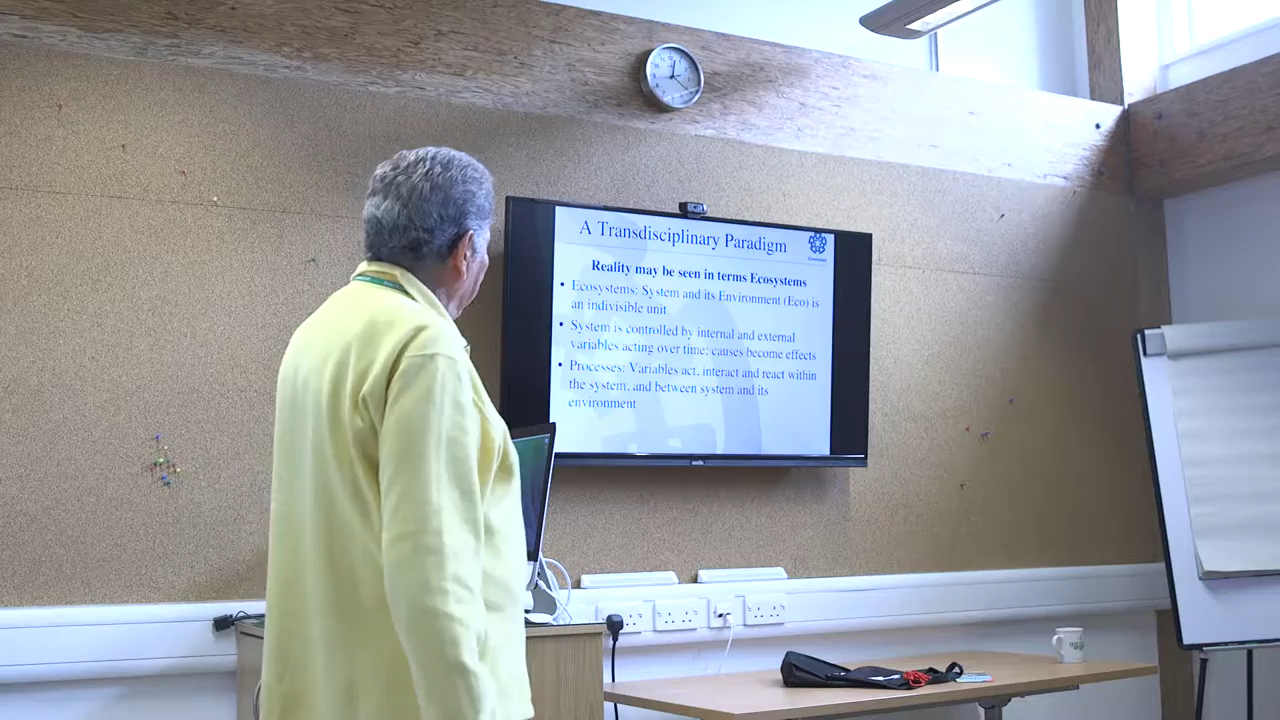 A Transdisciplinary Paradigm
Reality may be seen in terms Ecosystems
• Ecosystems: System and its Environment (Eco) is
an indivisible unit
• System is controlled by internal and external
variables acting over time; causes become effects
• Processes: Variables act, interact and react within
the system, and between system and its
environment